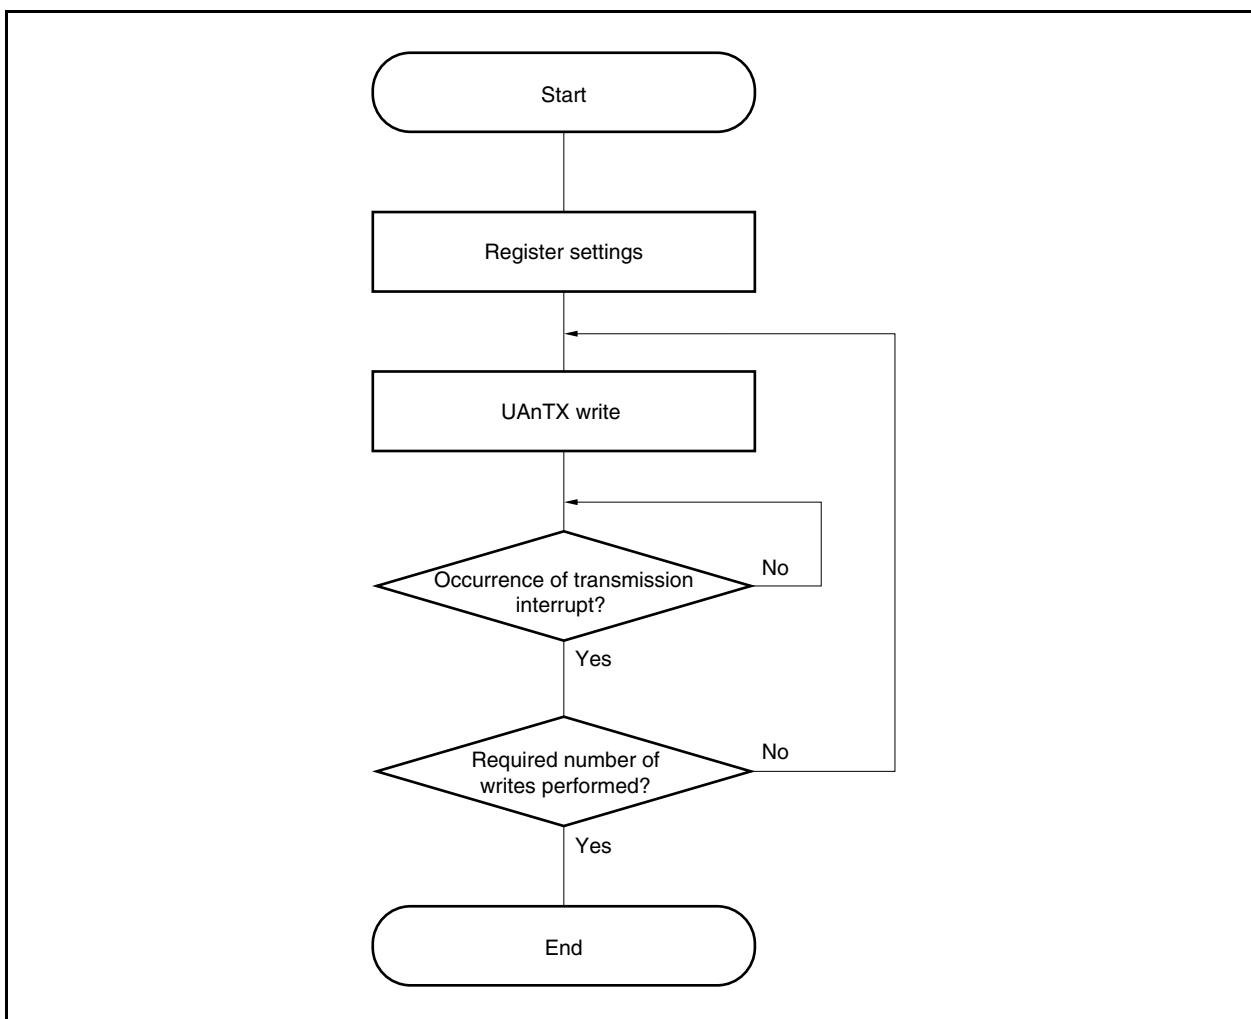 Start
Register settings
UAnTX write
Occurrence of transmission
interrupt?
No
Yes
Required number of
writes performed?
No
Yes
End